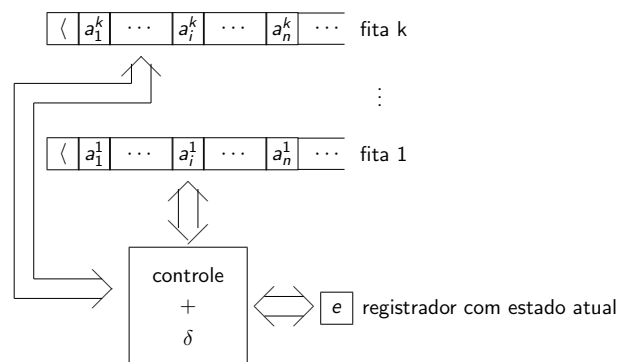 ⟨ a₁ᵏ ⋯ aᵢᵏ ⋯ aₙᵏ ⋯ fita k
⋮
⟨ a₁¹ ⋯ aᵢ¹ ⋯ aₙ¹ ⋯ fita 1
controle
+
δ
e registrador com estado atual